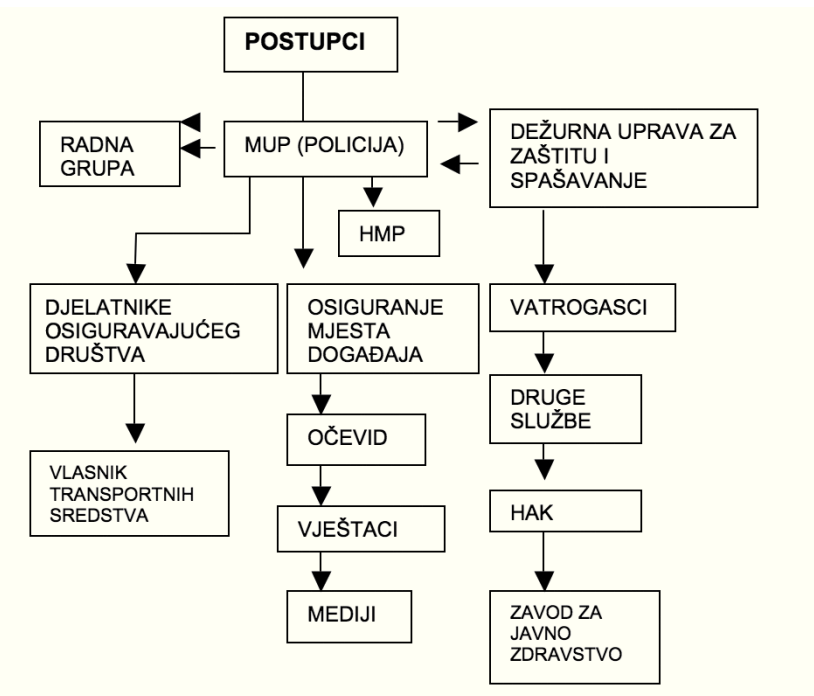 POSTUPCI
RADNA
GRUPA
MUP (POLICIJA)
DEŽURNA UPRAVA ZA
ZAŠTITU I
SPAŠAVANJE
HMP
DJELATNIKE
OSIGURAVAJUĆEG
DRUŠTVA
OSIGURANJE
MJESTA
DOGAĐAJA
VATROGASCI
DRUGE
SLUŽBE
OČEVID
VLASNIK
TRANSPORTNIH
SREDSTVA
HAK
VJEŠTACI
MEDIJI
ZAVOD ZA
JAVNO
ZDRAVSTVO